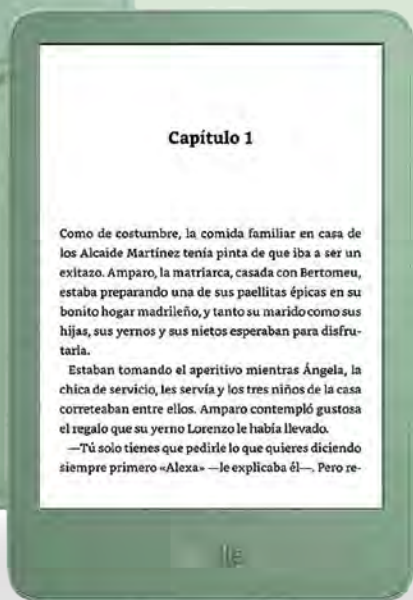 Capítulo 1
Como de costumbre, la comida familiar en casa de
los Alcaide Martínez tenía pinta de que iba a ser un
exitazo. Amparo, la matriarca, casada con Bertomeu,
estaba preparando una de sus paellitas épicas en su
bonito hogar madrileño, y tanto su marido como sus
hijas, sus yernos y sus nietos esperaban para disfru-
tarla.
Estaban tomando el aperitivo mientras Ángela, la
chica de servicio, les servía y los tres niños de la casa
correteaban entre ellos. Amparo contempló gustosa
el regalo que su yerno Lorenzo le había llevado.
—Tú solo tienes que pedirle lo que quieres diciendo
siempre primero «Alexa» —le explicaba él—. Pero re-